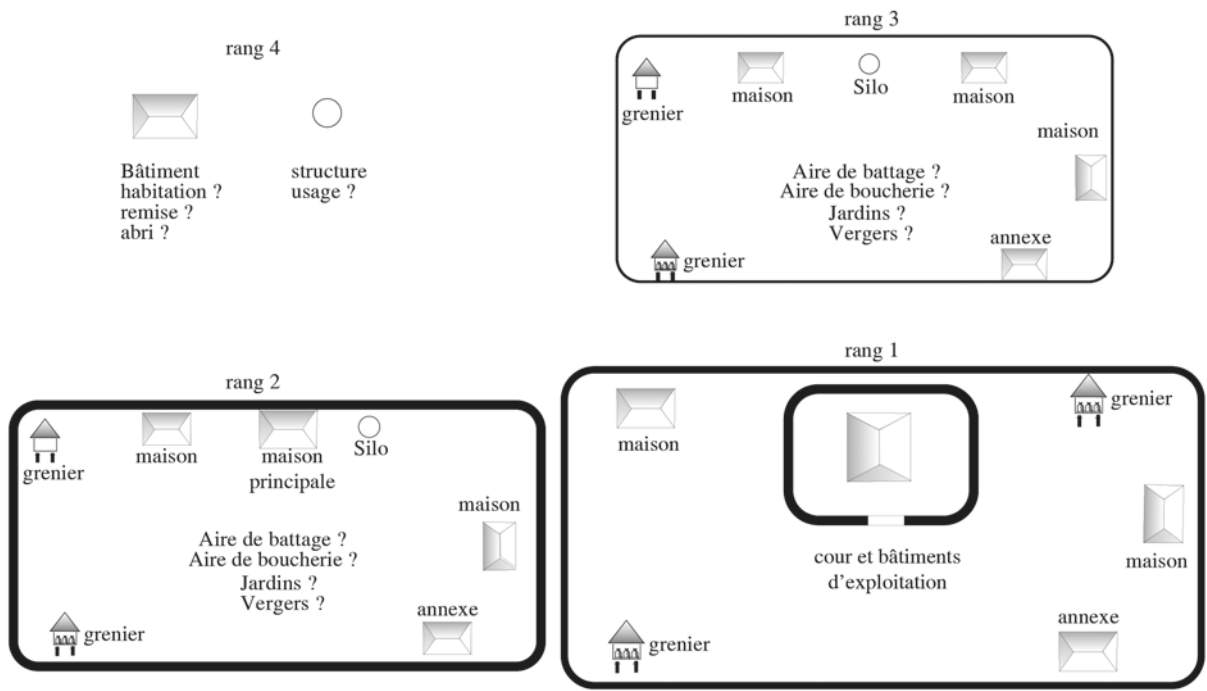 rang 4
Bâtiment
habitation ?
remise ?
abri ?
structure
usage ?
rang 3
grenier
maison
Silo
maison
maison
Aire de battage ?
Aire de boucherie ?
Jardins ?
Vergers ?
annexe
grenier
rang 2
grenier
maison
maison
principale
Silo
maison
Aire de battage ?
Aire de boucherie ?
Jardins ?
Vergers ?
annexe
grenier
rang 1
maison
grenier
cour et bâtiments
d'exploitation
maison
annexe
grenier